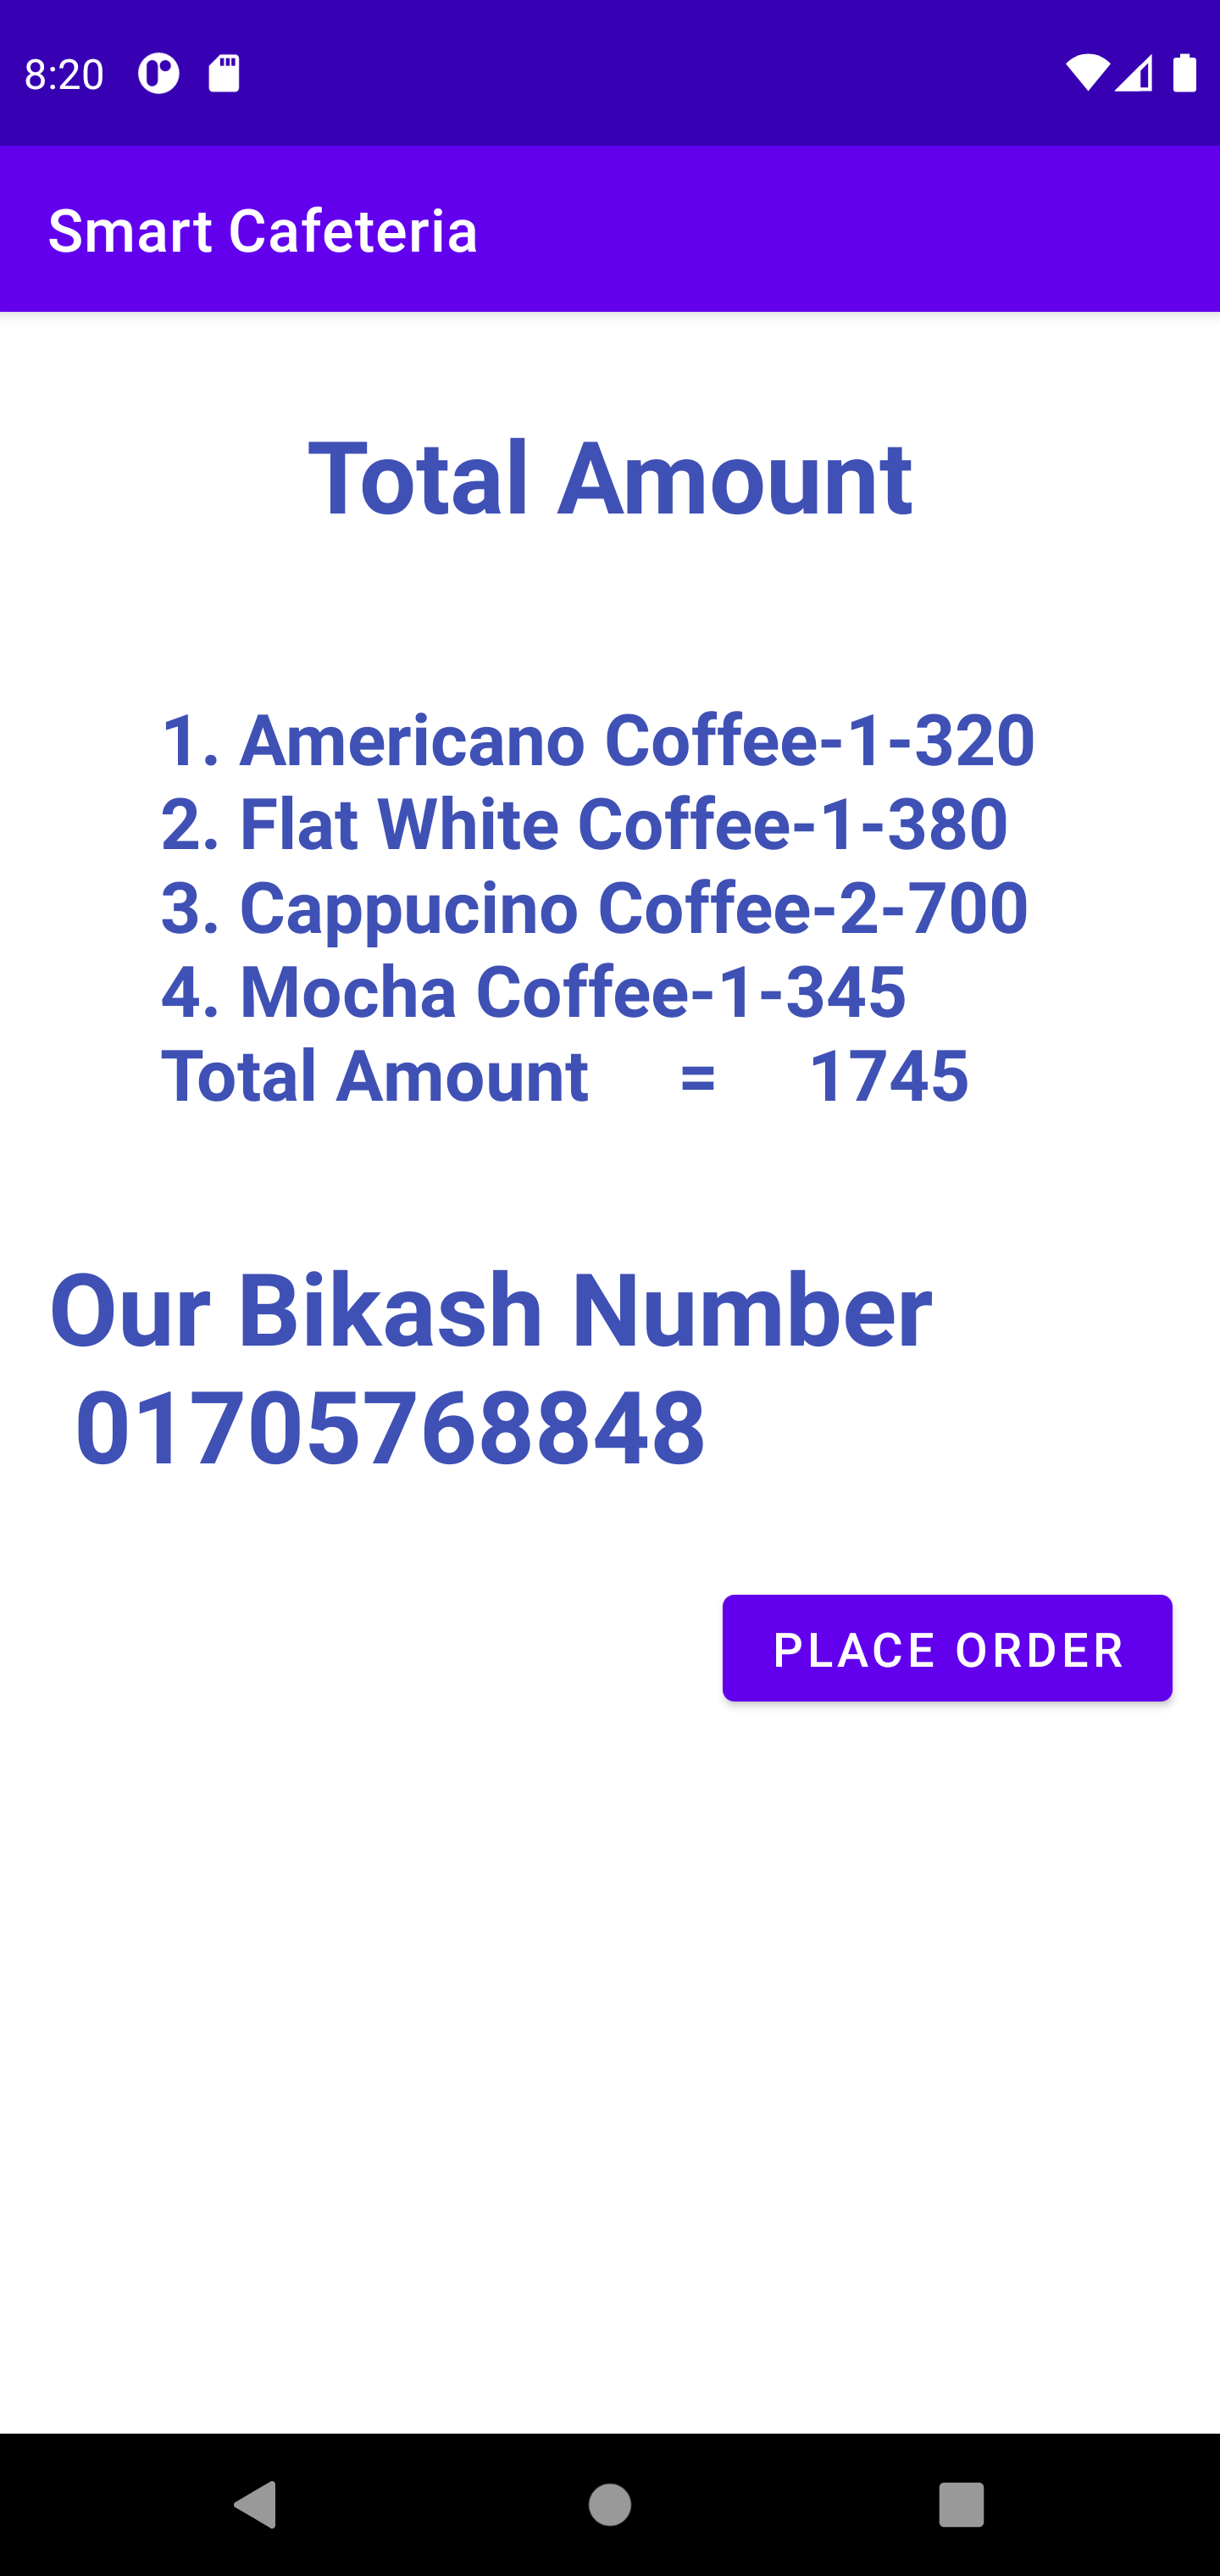 8:20
Smart Cafeteria
Total Amount
1. Americano Coffee-1-320
2. Flat White Coffee-1-380
3. Cappucino Coffee-2-700
4. Mocha Coffee-1-345
Total Amount = 1745
Our Bikash Number
01705768848
PLACE ORDER